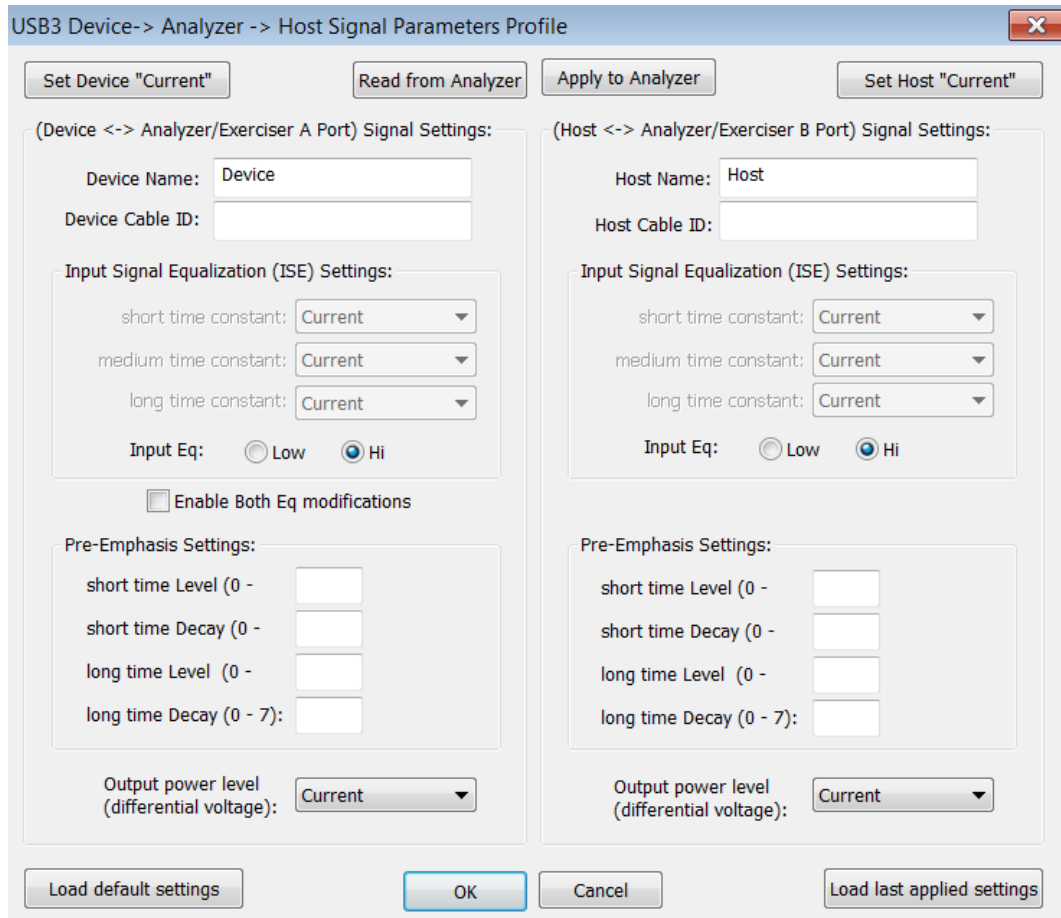 USB3 Device-> Analyzer -> Host Signal Parameters Profile
Set Device "Current"
Read from Analyzer
Apply to Analyzer
Set Host "Current"
(Device <-> Analyzer/Exerciser A Port) Signal Settings:
Device Name: Device
Device Cable ID:
Input Signal Equalization (ISE) Settings:
short time constant: Current
medium time constant: Current
long time constant: Current
Input Eq: Low Hi
Enable Both Eq modifications
Pre-Emphasis Settings:
short time Level (0 -
short time Decay (0 -
long time Level (0 -
long time Decay (0 - 7):
Output power level
(differential voltage): Current
(Host <-> Analyzer/Exerciser B Port) Signal Settings:
Host Name: Host
Host Cable ID:
Input Signal Equalization (ISE) Settings:
short time constant: Current
medium time constant: Current
long time constant: Current
Input Eq: Low Hi
Pre-Emphasis Settings:
short time Level (0 -
short time Decay (0 -
long time Level (0 -
long time Decay (0 - 7):
Output power level
(differential voltage): Current
Load default settings
OK
Cancel
Load last applied settings